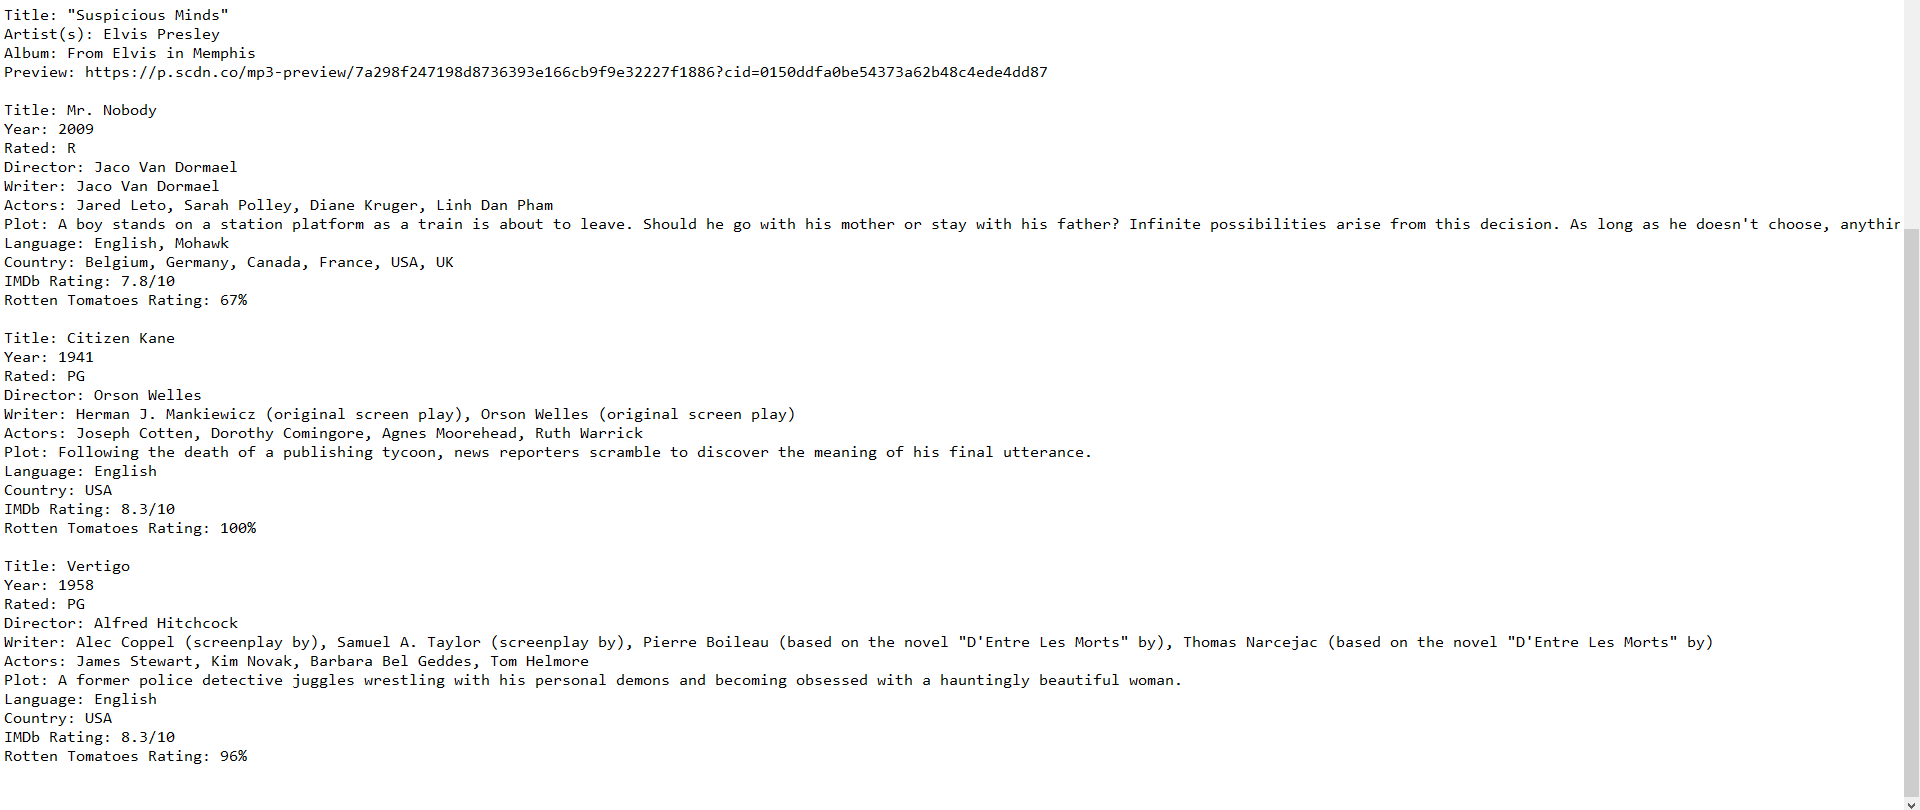 Title: "Suspicious Minds"
Artist(s): Elvis Presley
Album: From Elvis in Memphis
Preview: https://p.scdn.co/mp3-preview/7a298f247198d8736393e166cb9f9e32227f1886?cid=0150ddfa0be54373a62b48c4ede4dd87
Title: Mr. Nobody
Year: 2009
Rated: R
Director: Jaco Van Dormael
Writer: Jaco Van Dormael
Actors: Jared Leto, Sarah Polley, Diane Kruger, Linh Dan Pham
Plot: A boy stands on a station platform as a train is about to leave. Should he go with his mother or stay with his father? Infinite possibilities arise from this decision. As long as he doesn't choose,
Language: English, Mohawk
Country: Belgium, Germany, Canada, France, USA, UK
IMDb Rating: 7.8/10
Rotten Tomatoes Rating: 67%
Title: Citizen Kane
Year: 1941
Rated: PG
Director: Orson Welles
Writer: Herman J. Mankiewicz (original screen play), Orson Welles (original screen play)
Actors: Joseph Cotten, Dorothy Comingore, Agnes Moorehead, Ruth Warrick
Plot: Following the death of a publishing tycoon, news reporters scramble to discover the meaning of his final utterance.
Language: English
Country: USA
IMDb Rating: 8.3/10
Rotten Tomatoes Rating: 100%
Title: Vertigo
Year: 1958
Rated: PG
Director: Alfred Hitchcock
Writer: Alec Coppel (screenplay by), Samuel A. Taylor (screenplay by), Pierre Boileau (based on the novel "D'Entre Les Morts" by), Thomas Narcejac (based on the novel "D'Entre Les Morts" by)
Actors: James Stewart, Kim Novak, Barbara Bel Geddes, Tom Helmore
Plot: A former police detective juggles wrestling with his personal demons and becoming obsessed with a hauntingly beautiful woman.
Language: English
Country: USA
IMDb Rating: 8.3/10
Rotten Tomatoes Rating: 96%